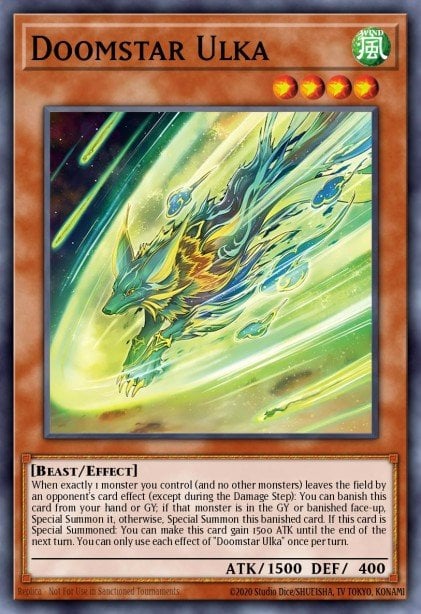 Doomstar Ulka
WIND
風
[Beast/Effect]
When exactly 1 monster you control (and no other monsters) leaves the field by
an opponent's card effect (except during the Damage Step): You can banish this
card from your hand or GY; if that monster is in the GY or banished face-up,
Special Summon it, otherwise, Special Summon this banished card. If this card is
Special Summoned: You can make this card gain 1500 ATK until the end of the
next turn. You can only use each effect of "Doomstar Ulka" once per turn.
ATK/1500 DEF/ 400
Replica - Not For Use in Sanctioned Tournaments
©2020 Studio Dice/SHUEISHA, TV TOKYO, KONAMI